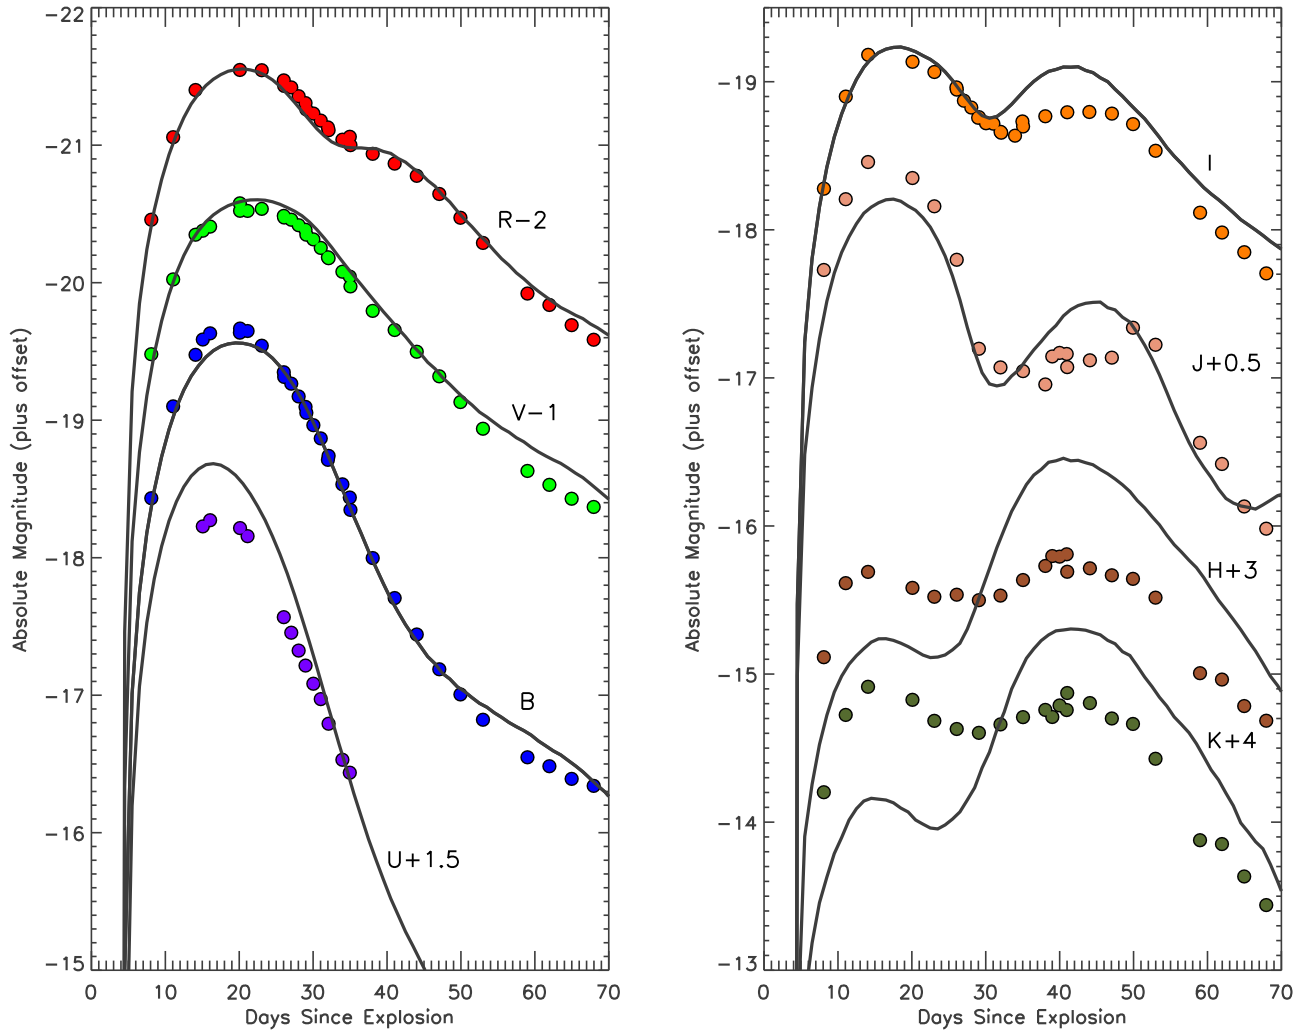 -22
-21
-20
-19
-18
-17
-16
-15
Absolute Magnitude (plus offset)
R-2
V-1
B
U+1.5
0 10 20 30 40 50 60 70
Days Since Explosion
-19
-18
-17
-16
-15
-14
-13
Absolute Magnitude (plus offset)
I
J+0.5
H+3
K+4
0 10 20 30 40 50 60 70
Days Since Explosion